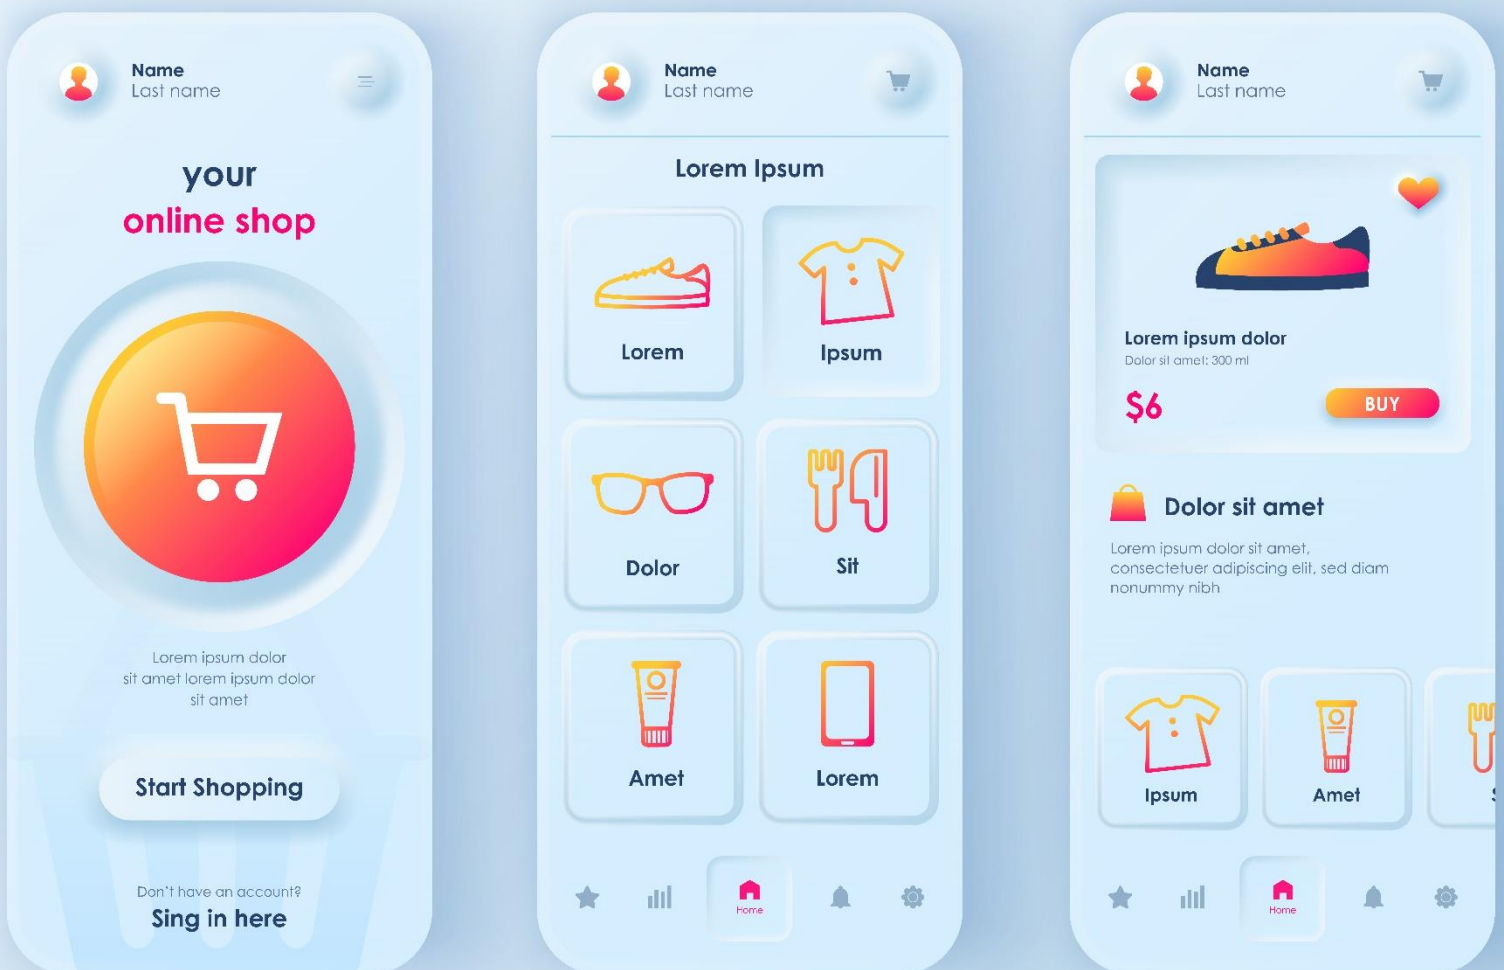 Name
Last name
your
online shop
Lorem ipsum dolor
sit amet lorem ipsum dolor
sit amet
Start Shopping
Don't have an account?
Sing in here
Name
Last name
Lorem Ipsum
Lorem
Ipsum
Dolor
Sit
Amet
Lorem
Home
Name
Last name
Lorem ipsum dolor
Dolor sit amet: 300 ml
$6
BUY
Dolor sit amet
Lorem ipsum dolor sit amet,
consectetuer adipiscing elit, sed diam
nonummy nibh
Ipsum
Amet
Home